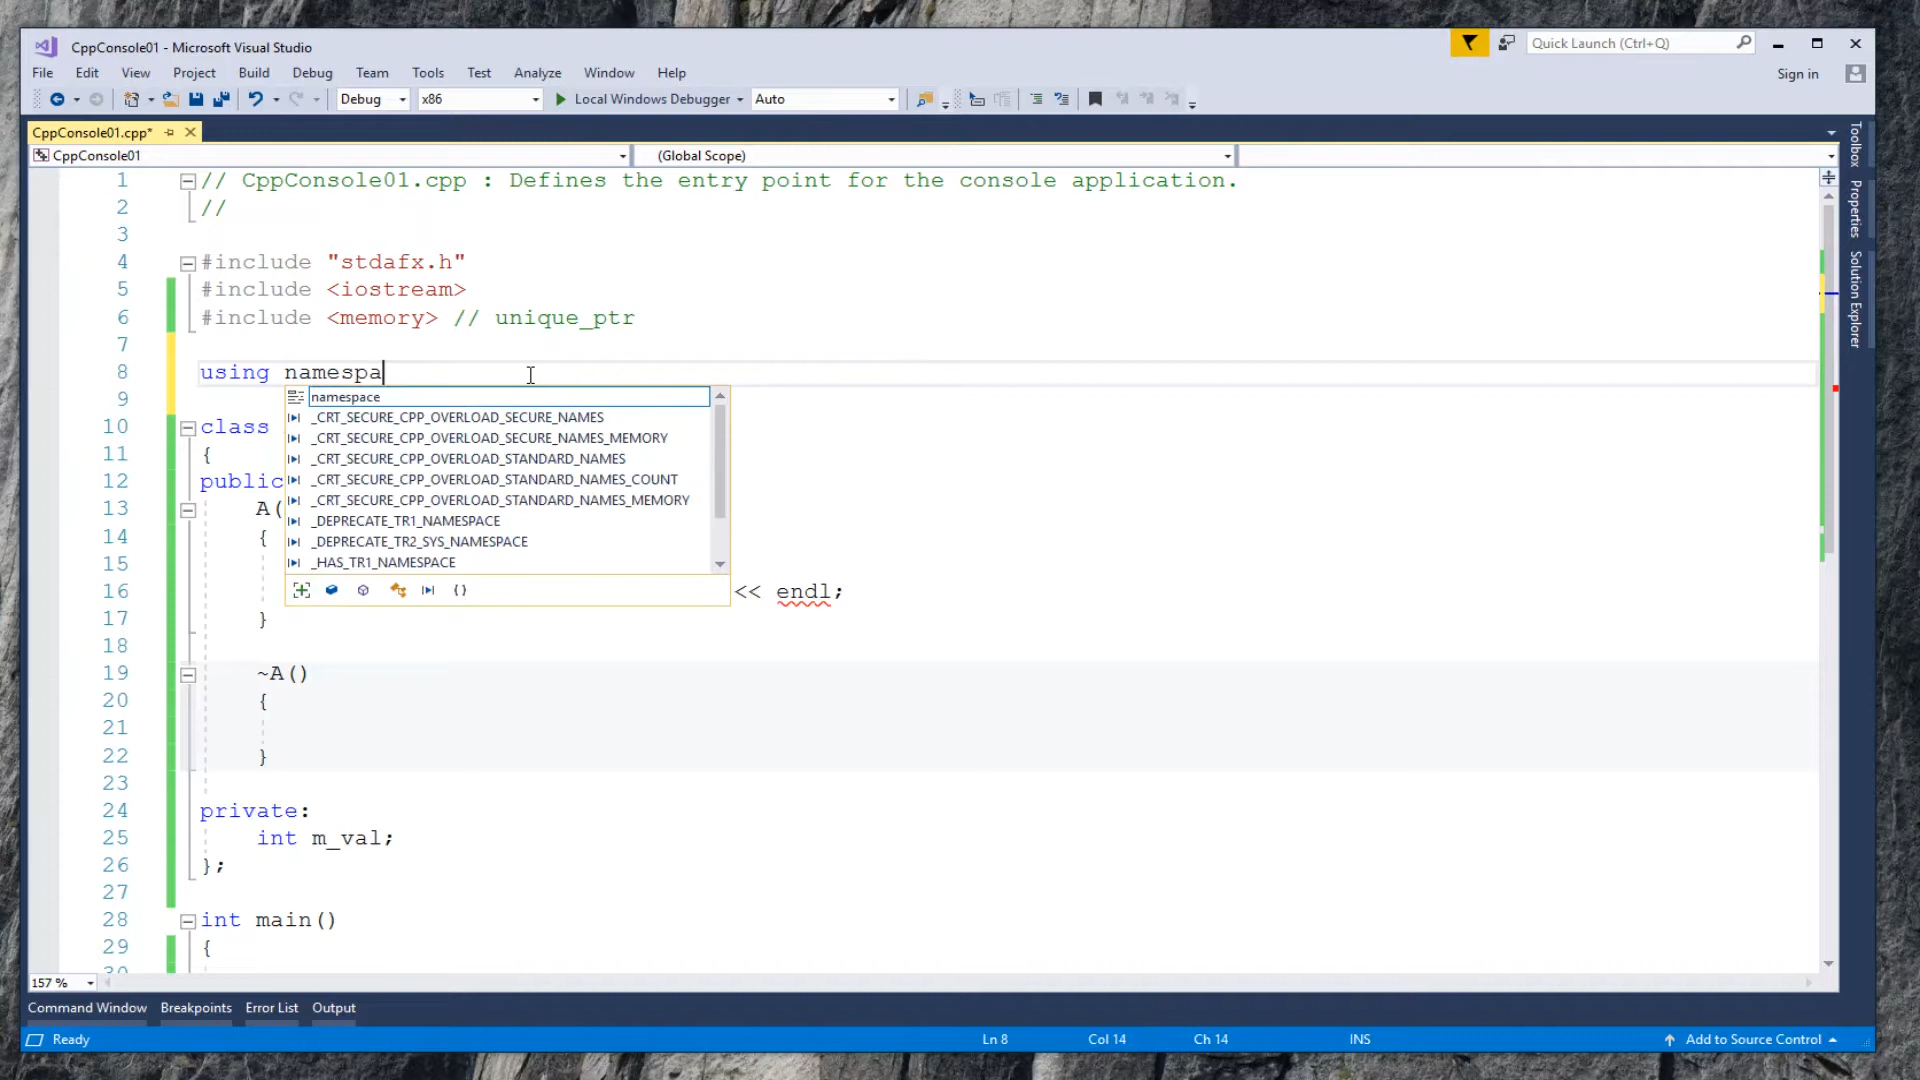 CppConsole01 - Microsoft Visual Studio
Quick Launch (Ctrl+Q)
File Edit View Project Build Debug Team Tools Test Analyze Window Help
Sign in
Debug x86 Local Windows Debugger Auto
CppConsole01.cpp*
CppConsole01 (Global Scope)
1 // CppConsole01.cpp : Defines the entry point for the console application.
2 //
3
4 #include "stdafx.h"
5 #include <iostream>
6 #include <memory> // unique_ptr
7
8 using namespa
namespace
9
_CRT_SECURE_CPP_OVERLOAD_SECURE_NAMES
10 class
_CRT_SECURE_CPP_OVERLOAD_SECURE_NAMES_MEMORY
11 {
_CRT_SECURE_CPP_OVERLOAD_STANDARD_NAMES
12 public
_CRT_SECURE_CPP_OVERLOAD_STANDARD_NAMES_COUNT
_CRT_SECURE_CPP_OVERLOAD_STANDARD_NAMES_MEMORY
13 A(
_DEPRECATE_TR1_NAMESPACE
14 {
_DEPRECATE_TR2_SYS_NAMESPACE
15
_HAS_TR1_NAMESPACE
16 << endl;
17 }
18
19 ~A()
20 {
21
22 }
23
24 private:
25 int m_val;
26 };
27
28 int main()
29 {
30
157 %
Toolbox
Properties
Solution Explorer
Command Window Breakpoints Error List Output
Ready Ln 8 Col 14 Ch 14 INS Add to Source Control